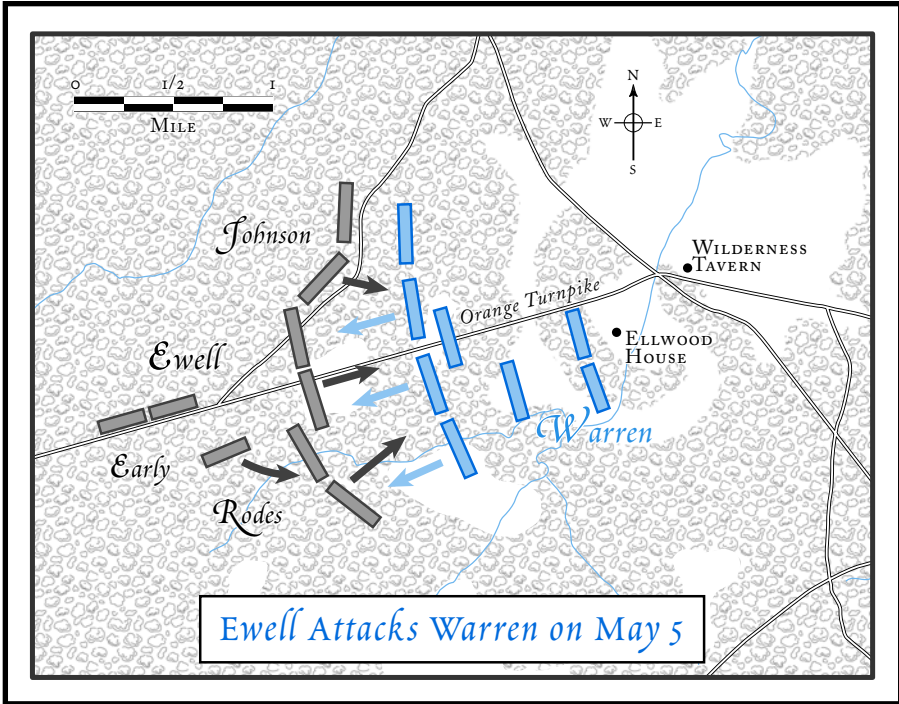 0 1/2 1
Mile
N
W E
S
Johnson
Wilderness
Tavern
Orange Turnpike
Ellwood
House
Ewell
Warren
Early
Rodes
Ewell Attacks Warren on May 5